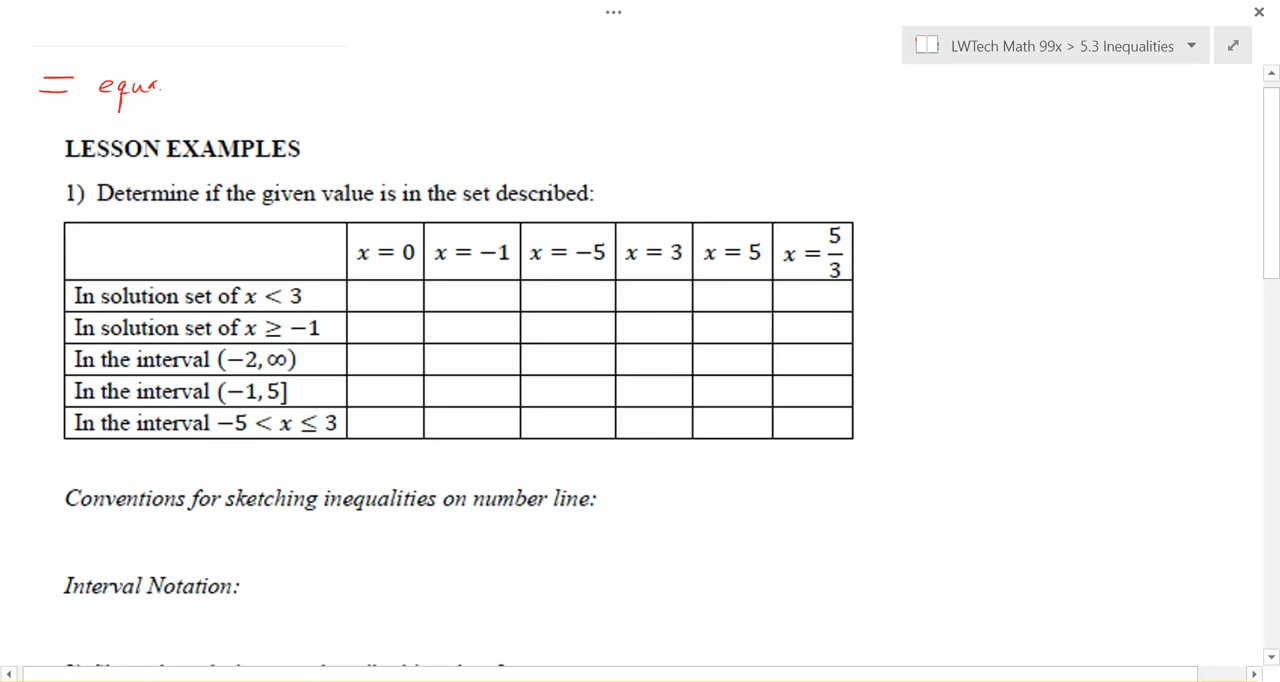 LWTech Math 99x > 5.3 Inequalities
= equa
LESSON EXAMPLES
1) Determine if the given value is in the set described:
x = 0 x = −1 x = −5 x = 3 x = 5 x = 5/3
In solution set of x < 3
In solution set of x ≥ −1
In the interval (−2, ∞)
In the interval (−1, 5]
In the interval −5 < x ≤ 3
Conventions for sketching inequalities on number line:
Interval Notation: